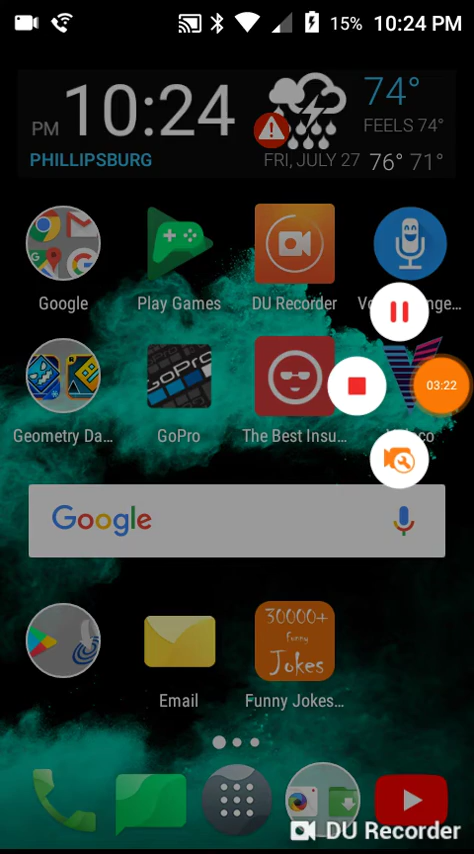 15% 10:24 PM
PM 10:24
74°
FEELS 74°
PHILLIPSBURG
FRI, JULY 27 76° 71°
Google
Play Games
DU Recorder
03:22
Geometry Da...
GoPro
GoPro
The Best Insu...
Google
30000+
Funny
Jokes
Email
Funny Jokes...
DU Recorder